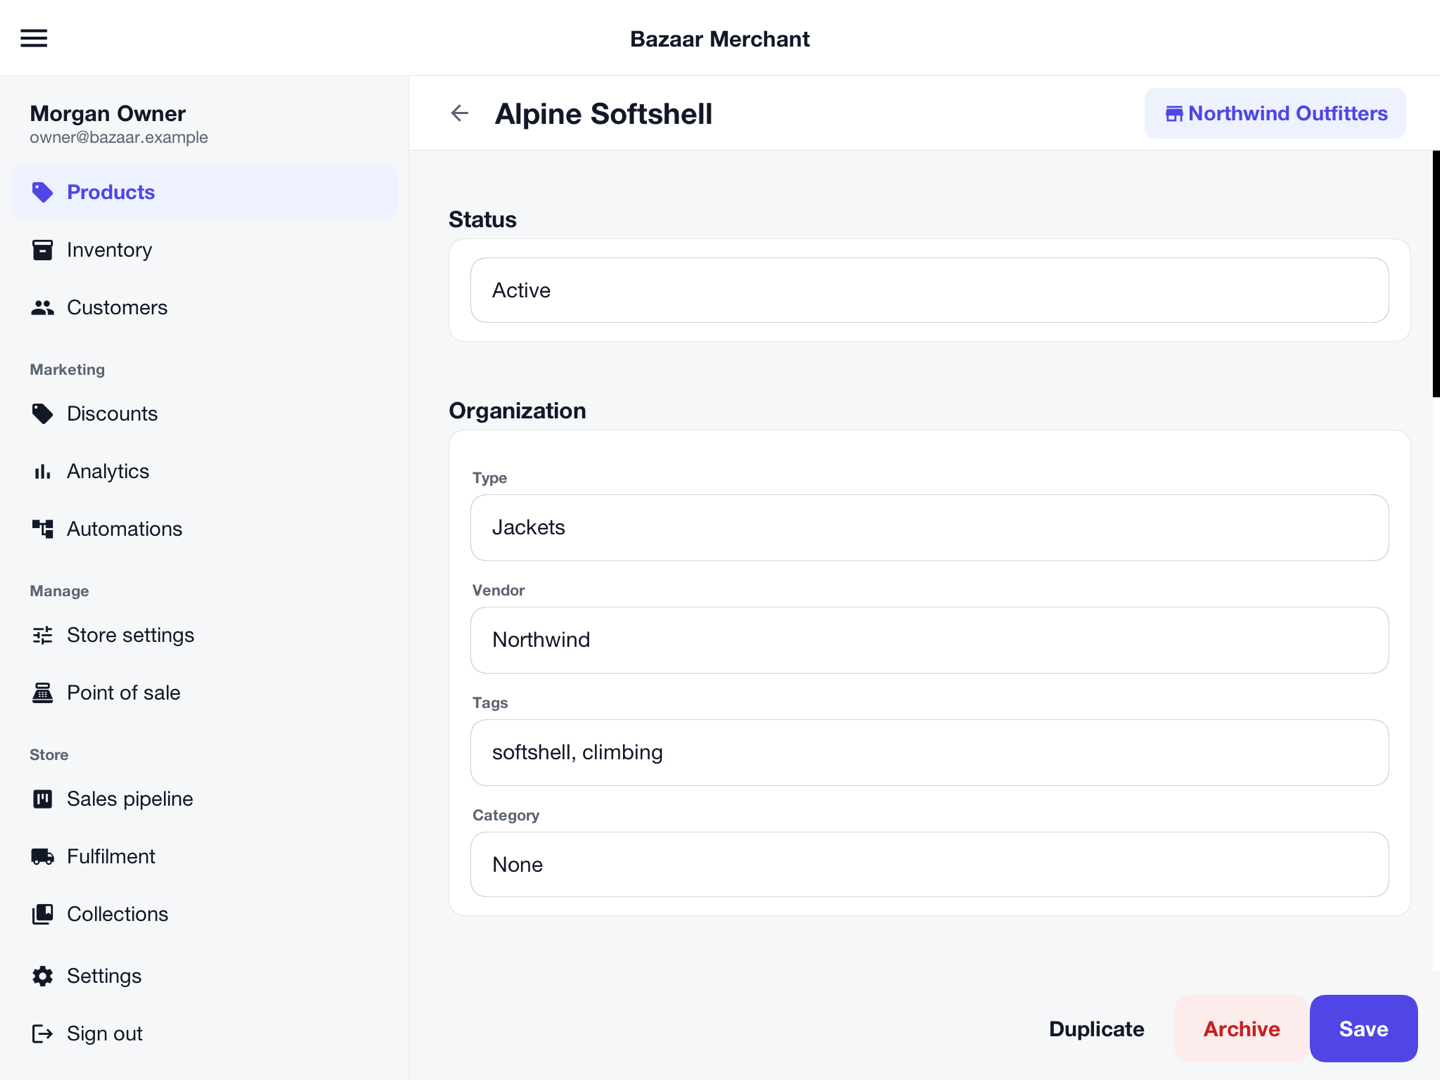 Bazaar Merchant
Morgan Owner
owner@bazaar.example
Products
Inventory
Customers
Marketing
Discounts
Analytics
Automations
Manage
Store settings
Point of sale
Store
Sales pipeline
Fulfilment
Collections
Settings
Sign out
Alpine Softshell
Northwind Outfitters
Status
Active
Organization
Type
Jackets
Vendor
Northwind
Tags
softshell, climbing
Category
None
Duplicate
Archive
Save